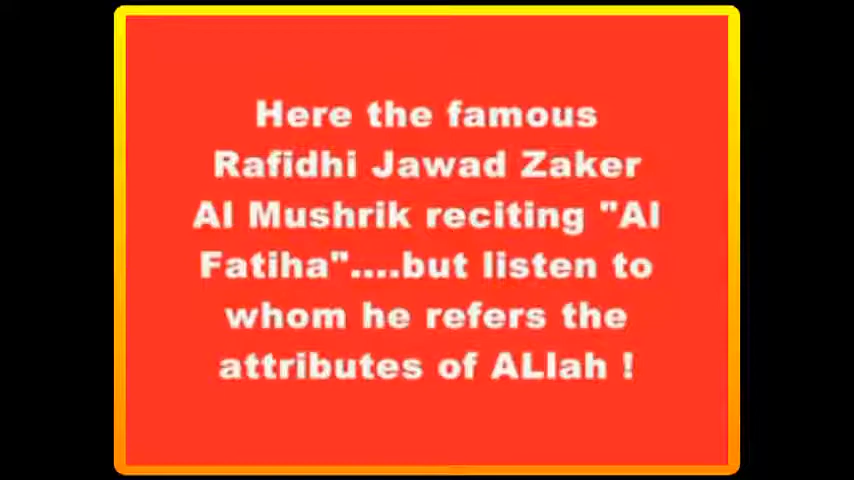 Here the famous
Rafidhi Jawad Zaker
Al Mushrik reciting "Al
Fatiha"....but listen to
whom he refers the
attributes of ALlah !